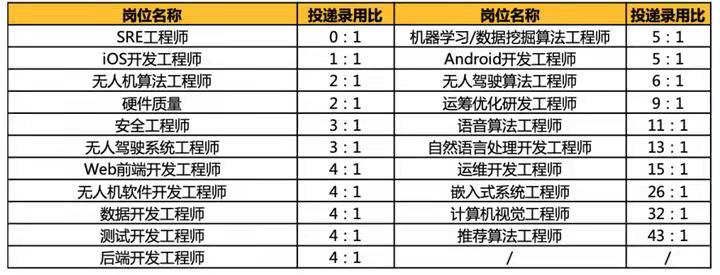 岗位名称 投递录用比 岗位名称 投递录用比
SRE工程师 0：1 机器学习/数据挖掘算法工程师 5：1
iOS开发工程师 1：1 Android开发工程师 5：1
无人机算法工程师 2：1 无人驾驶算法工程师 6：1
硬件质量 2：1 运筹优化研发工程师 9：1
安全工程师 3：1 语音算法工程师 11：1
无人驾驶系统工程师 3：1 自然语言处理开发工程师 13：1
Web前端开发工程师 4：1 运维开发工程师 15：1
无人机软件开发工程师 4：1 嵌入式系统工程师 26：1
数据开发工程师 4：1 计算机视觉工程师 32：1
测试开发工程师 4：1 推荐算法工程师 43：1
后端开发工程师 4：1 / /